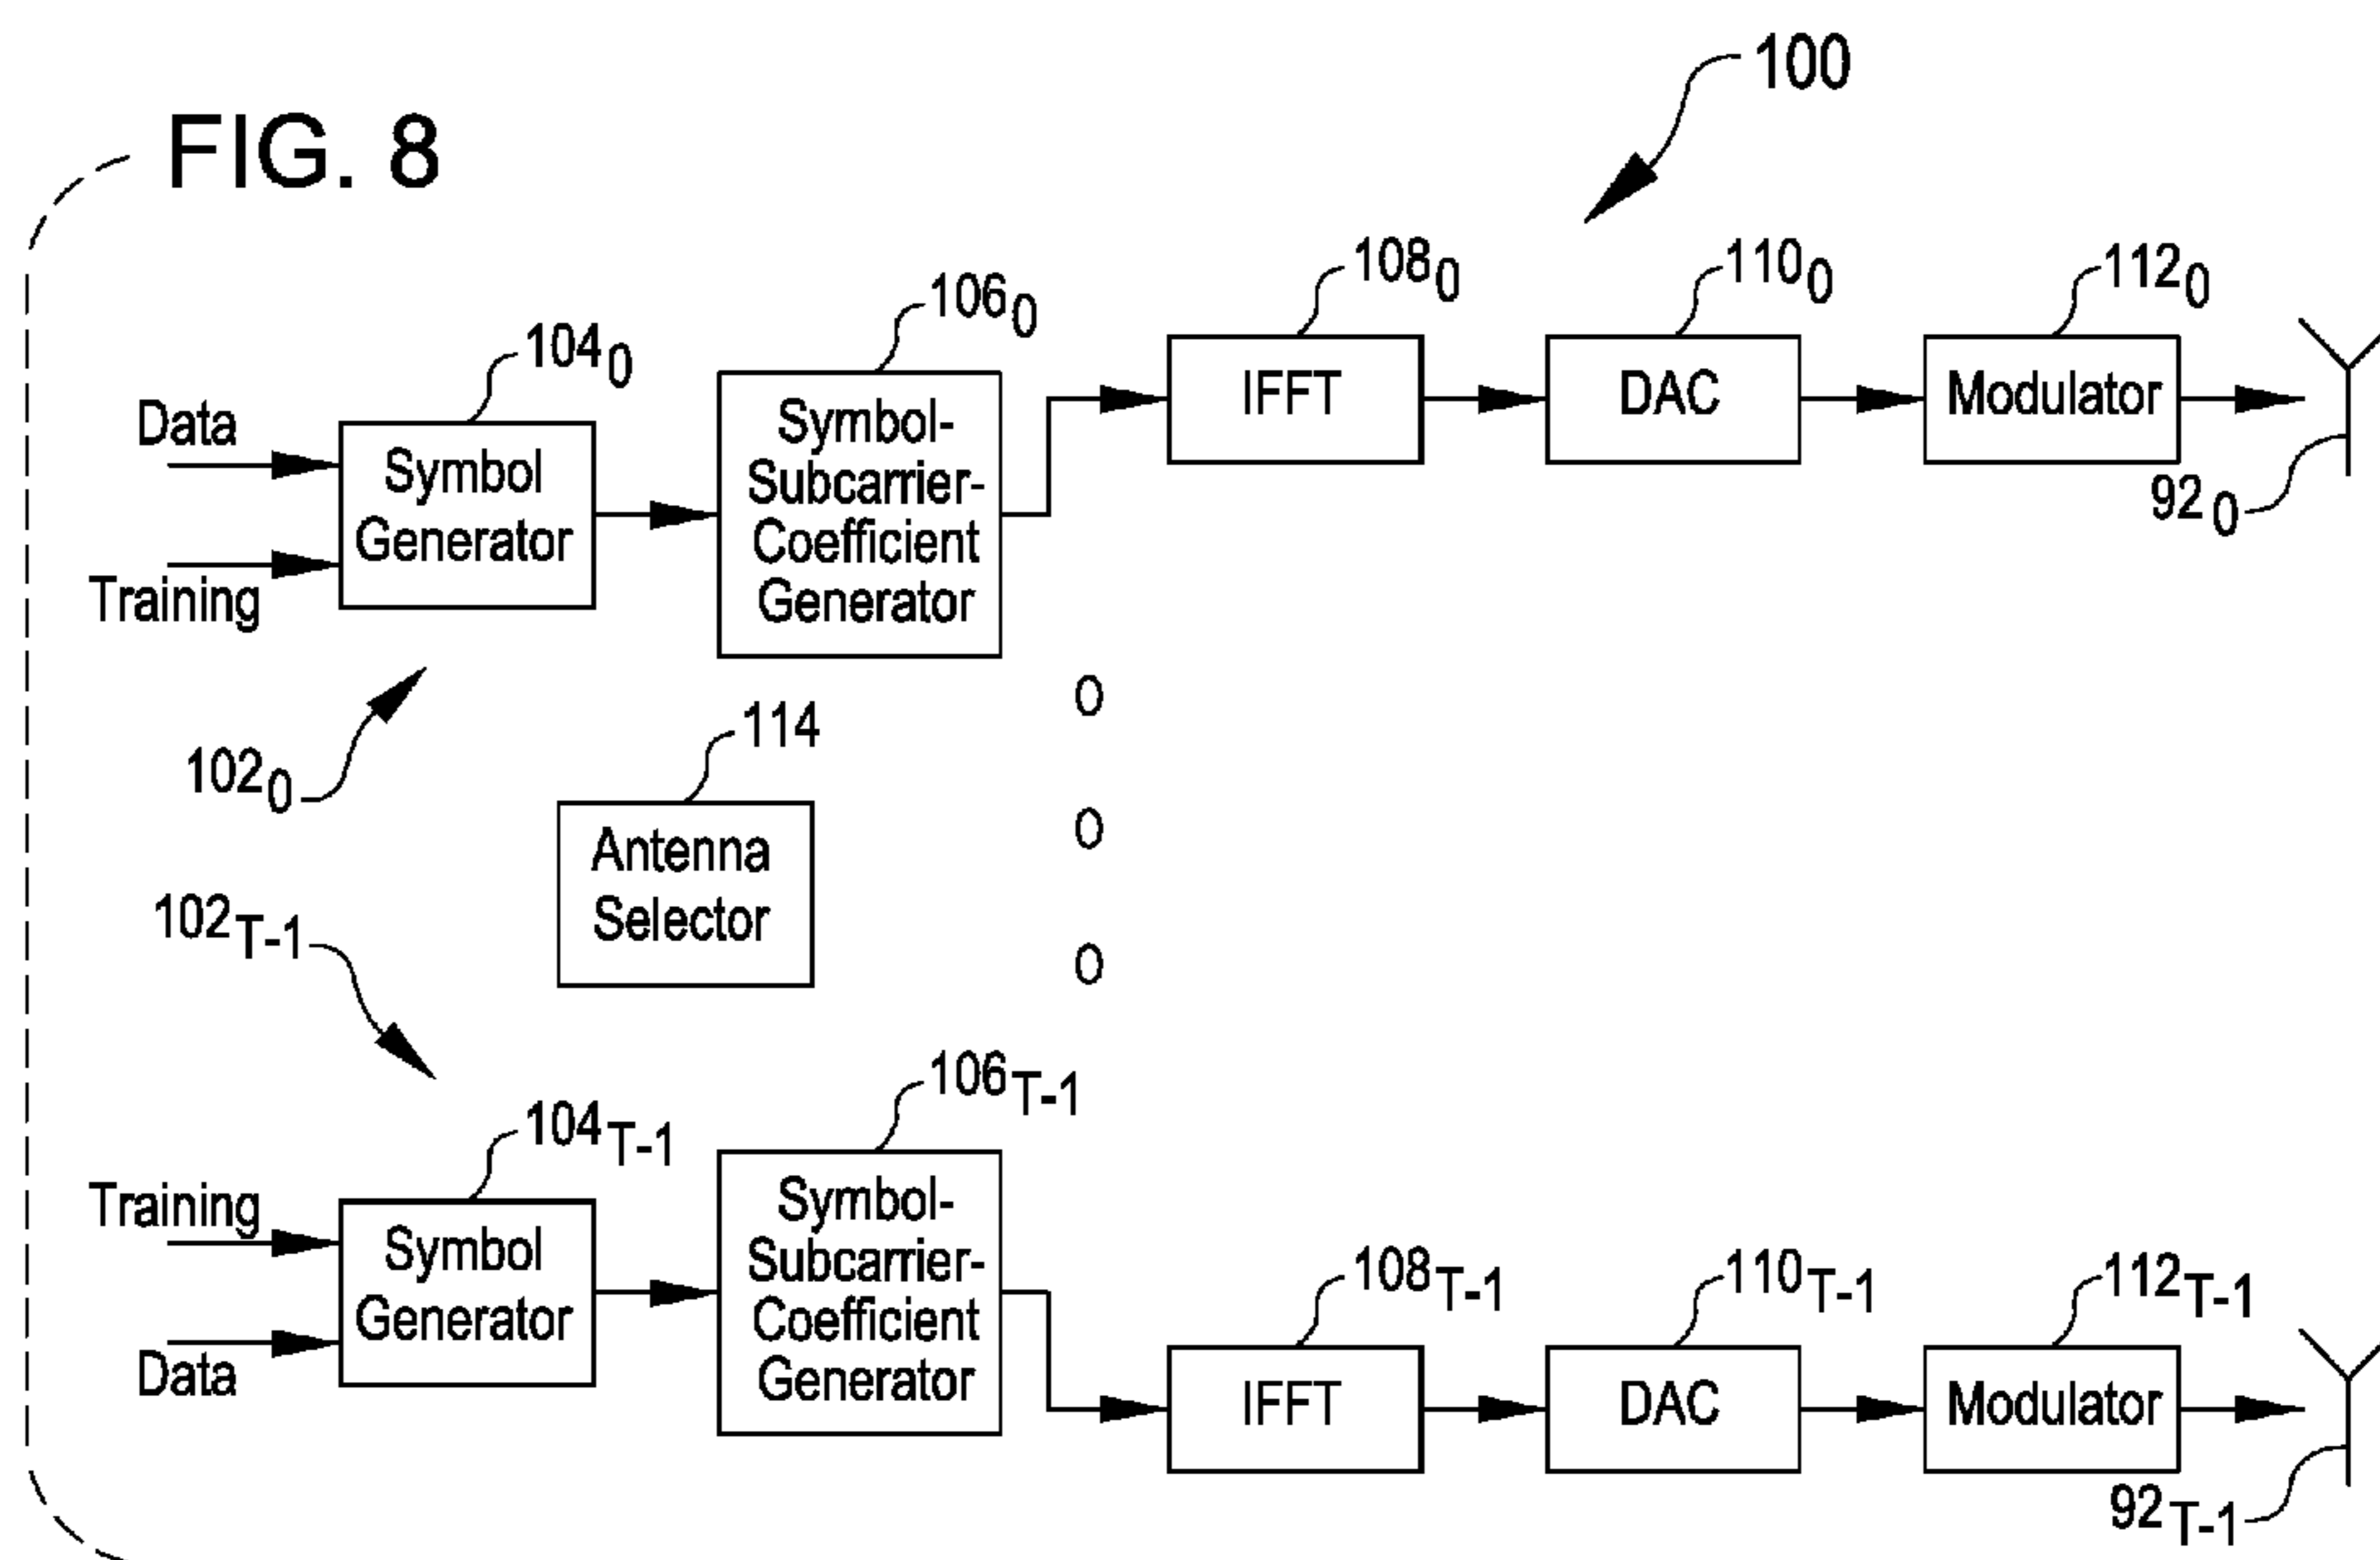 FIG. 8
100
108₀
110₀
112₀
106₀
104₀
Data
Training
Symbol
Generator
Symbol-
Subcarrier-
Coefficient
Generator
IFFT
DAC
Modulator
92₀
102₀
114
Antenna
Selector
102T-1
106T-1
104T-1
108T-1
110T-1
112T-1
Training
Data
Symbol
Generator
Symbol-
Subcarrier-
Coefficient
Generator
IFFT
DAC
Modulator
92T-1